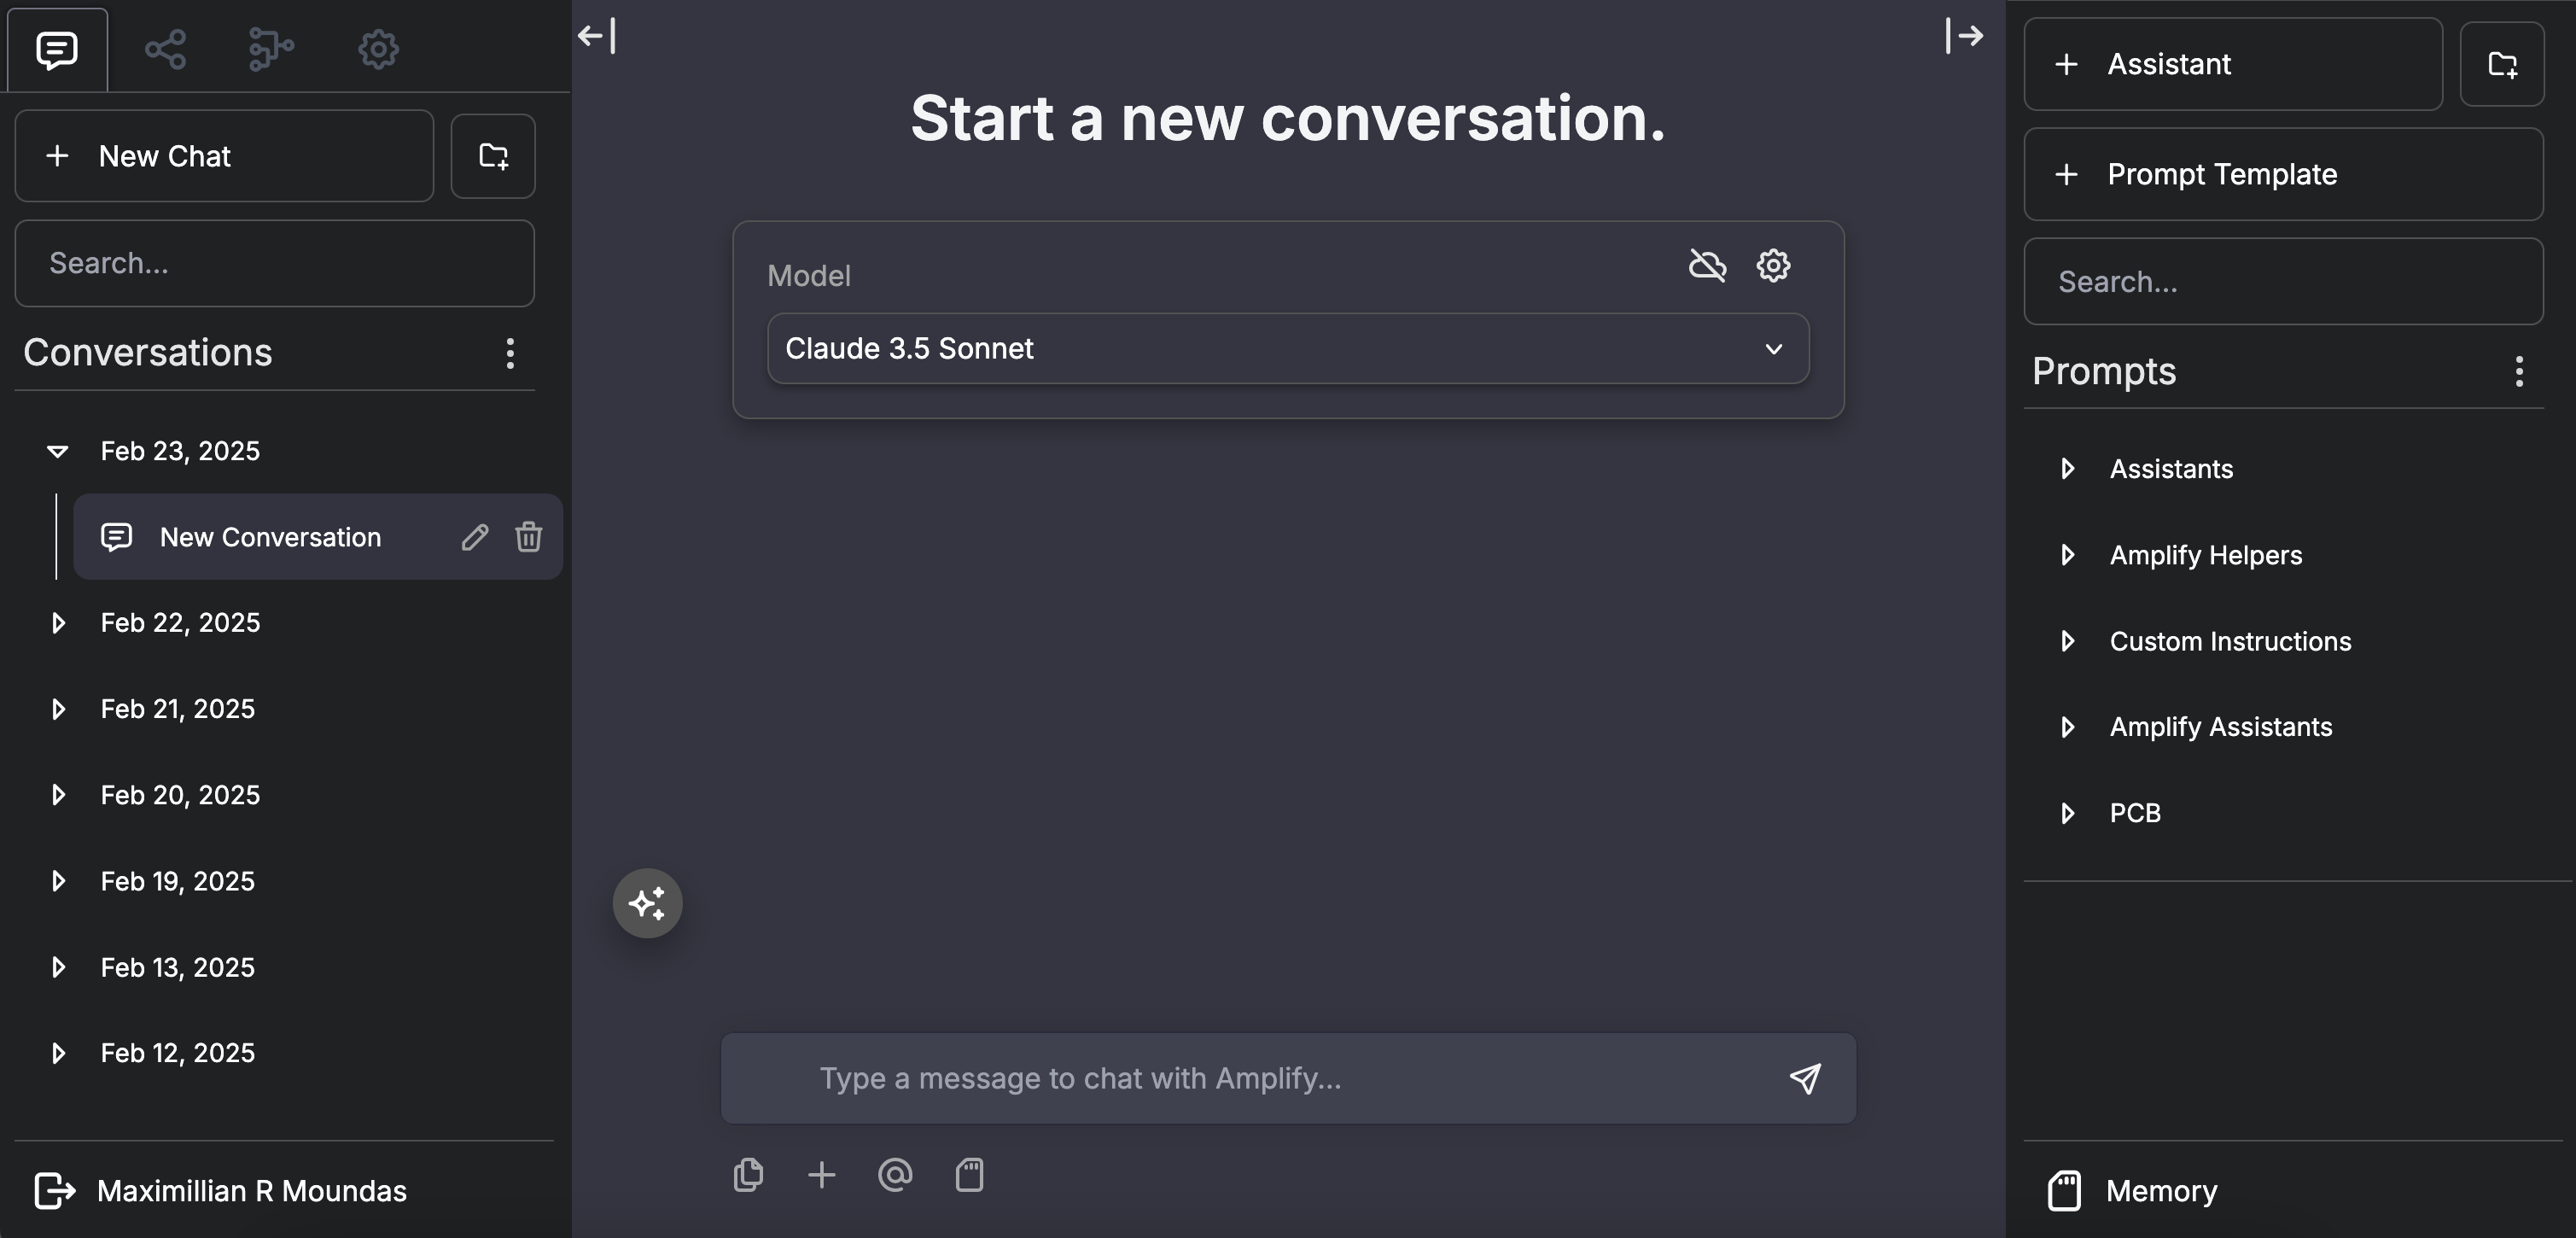 New Chat
Search...
Conversations
Feb 23, 2025
New Conversation
Feb 22, 2025
Feb 21, 2025
Feb 20, 2025
Feb 19, 2025
Feb 13, 2025
Feb 12, 2025
Maximillian R Moundas
Start a new conversation.
Model
Claude 3.5 Sonnet
Type a message to chat with Amplify...
Assistant
Prompt Template
Search...
Prompts
Assistants
Amplify Helpers
Custom Instructions
Amplify Assistants
PCB
Memory